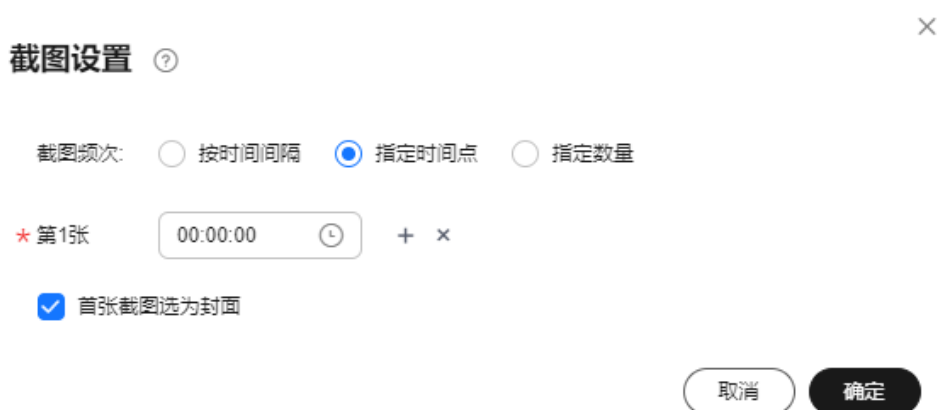 截图设置
截图频次: 按时间间隔 指定时间点 指定数量
* 第1张 00:00:00 + ×
首张截图选为封面
取消 确定